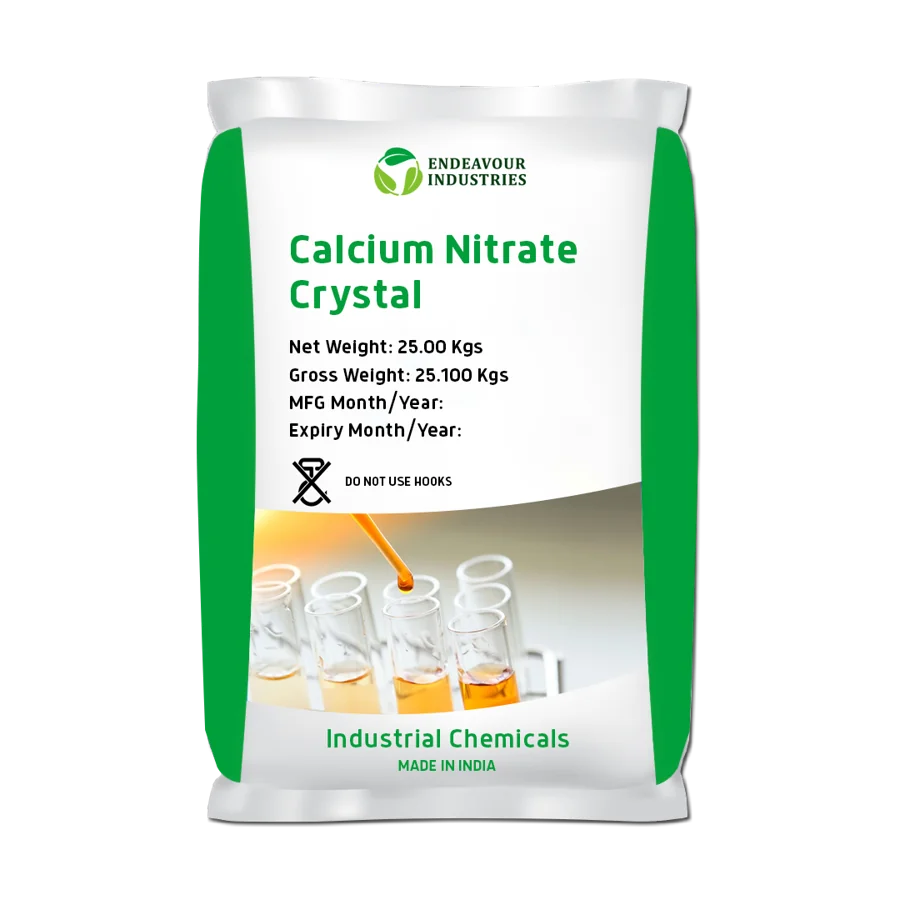 ENDEAVOUR
INDUSTRIES
Calcium Nitrate
Crystal
Net Weight: 25.00 Kgs
Gross Weight: 25.100 Kgs
MFG Month/Year:
Expiry Month/Year:
DO NOT USE HOOKS
Industrial Chemicals
MADE IN INDIA